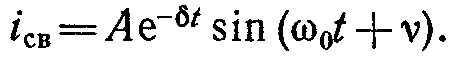 i_св = Ae^{−δt} sin (ω₀t + ν).